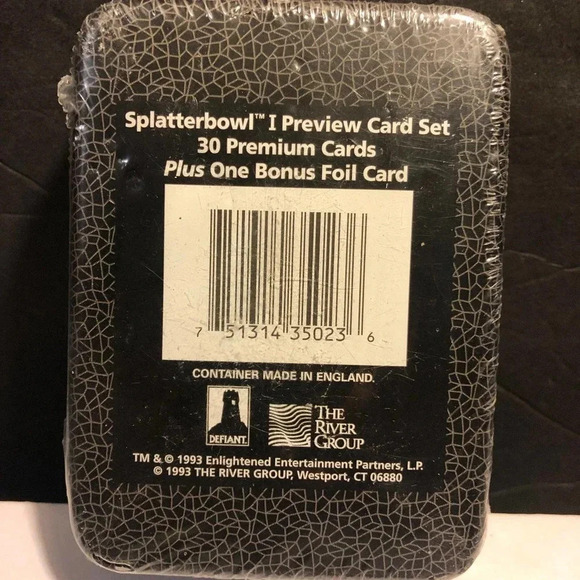 Splatterbowl™ I Preview Card Set
30 Premium Cards
Plus One Bonus Foil Card
7 51314 35023 6
CONTAINER MADE IN ENGLAND.
DEFIANT
THE
RIVER
GROUP
TM & © 1993 Enlightened Entertainment Partners, L.P.
© 1993 THE RIVER GROUP, Westport, CT 06880